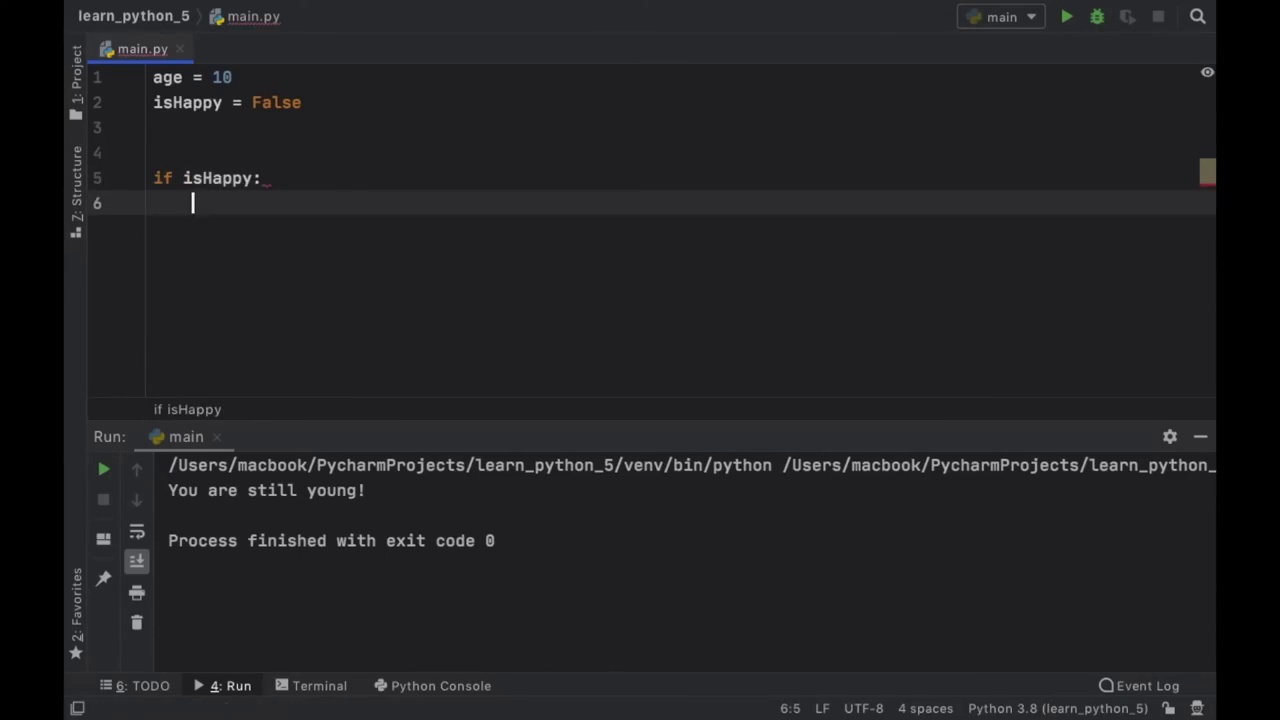 learn_python_5 main.py main
main.py
1: Project
7: Structure
2: Favorites
1 age = 10
2 isHappy = False
3
4
5 if isHappy:
6
if isHappy
Run: main
/Users/macbook/PycharmProjects/learn_python_5/venv/bin/python /Users/macbook/PycharmProjects/learn_python_
You are still young!
Process finished with exit code 0
6: TODO 4: Run Terminal Python Console Event Log
6:5 LF UTF-8 4 spaces Python 3.8 (learn_python_5)